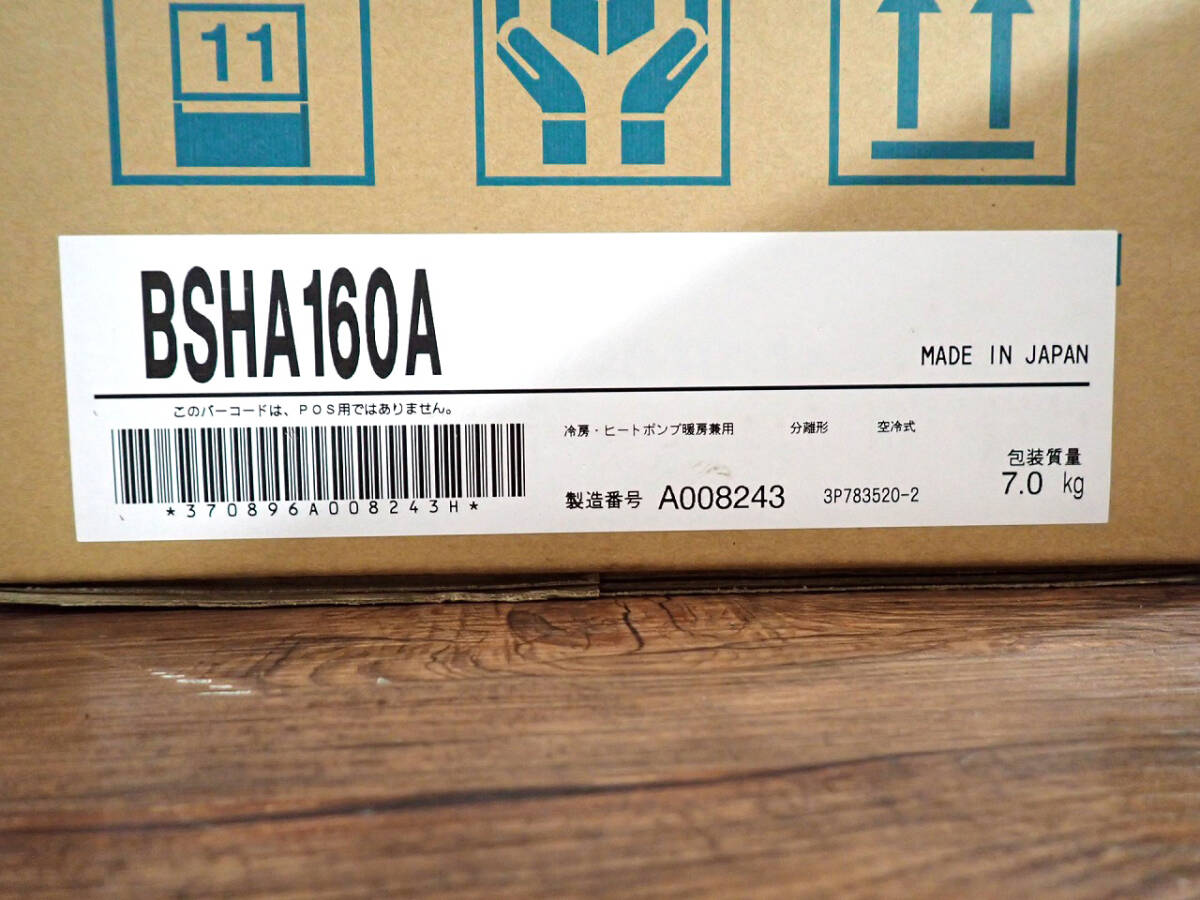 11
BSHA160A
MADE IN JAPAN
このバーコードは、POS用ではありません。
*370896A008243H*
冷房・ヒートポンプ暖房兼用 分離形 空冷式
包装質量
7.0 kg
製造番号 A008243 3P783520-2